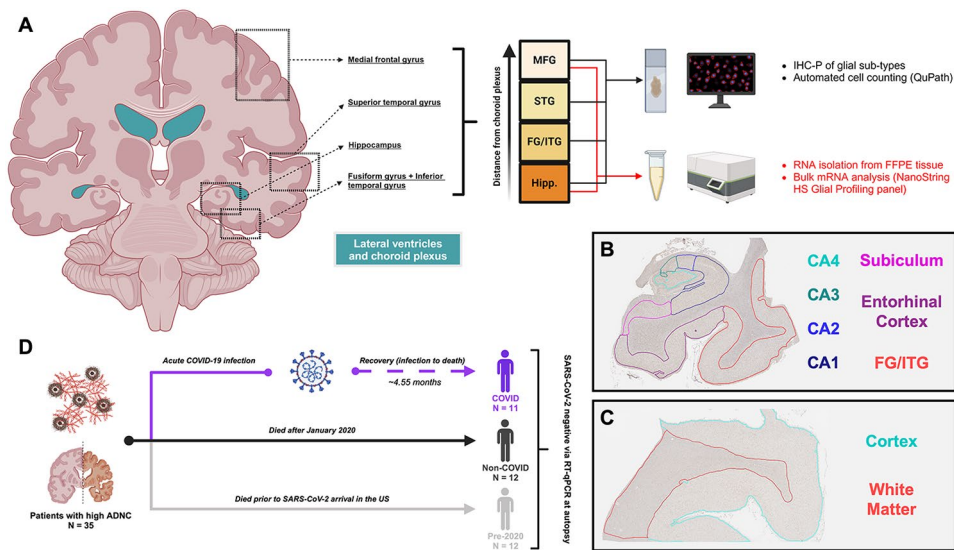 A
Medial frontal gyrus
Superior temporal gyrus
Hippocampus
Fusiform gyrus + Inferior
temporal gyrus
Lateral ventricles
and choroid plexus
Distance from choroid plexus
MFG
STG
FG/ITG
Hipp.
• IHC-P of glial sub-types
• Automated cell counting (QuPath)
• RNA isolation from FFPE tissue
• Bulk mRNA analysis (NanoString
HS Glial Profiling panel)
B
CA4
CA3
CA2
CA1
Subiculum
Entorhinal
Cortex
FG/ITG
C
Cortex
White
Matter
D
Patients with high ADNC
N = 35
Acute COVID-19 infection
Recovery (infection to death)
~4.55 months
COVID
N = 11
Died after January 2020
Non-COVID
N = 12
Died prior to SARS-CoV-2 arrival in the US
Pre-2020
N = 12
SARS-CoV-2 negative via RT-qPCR at autopsy